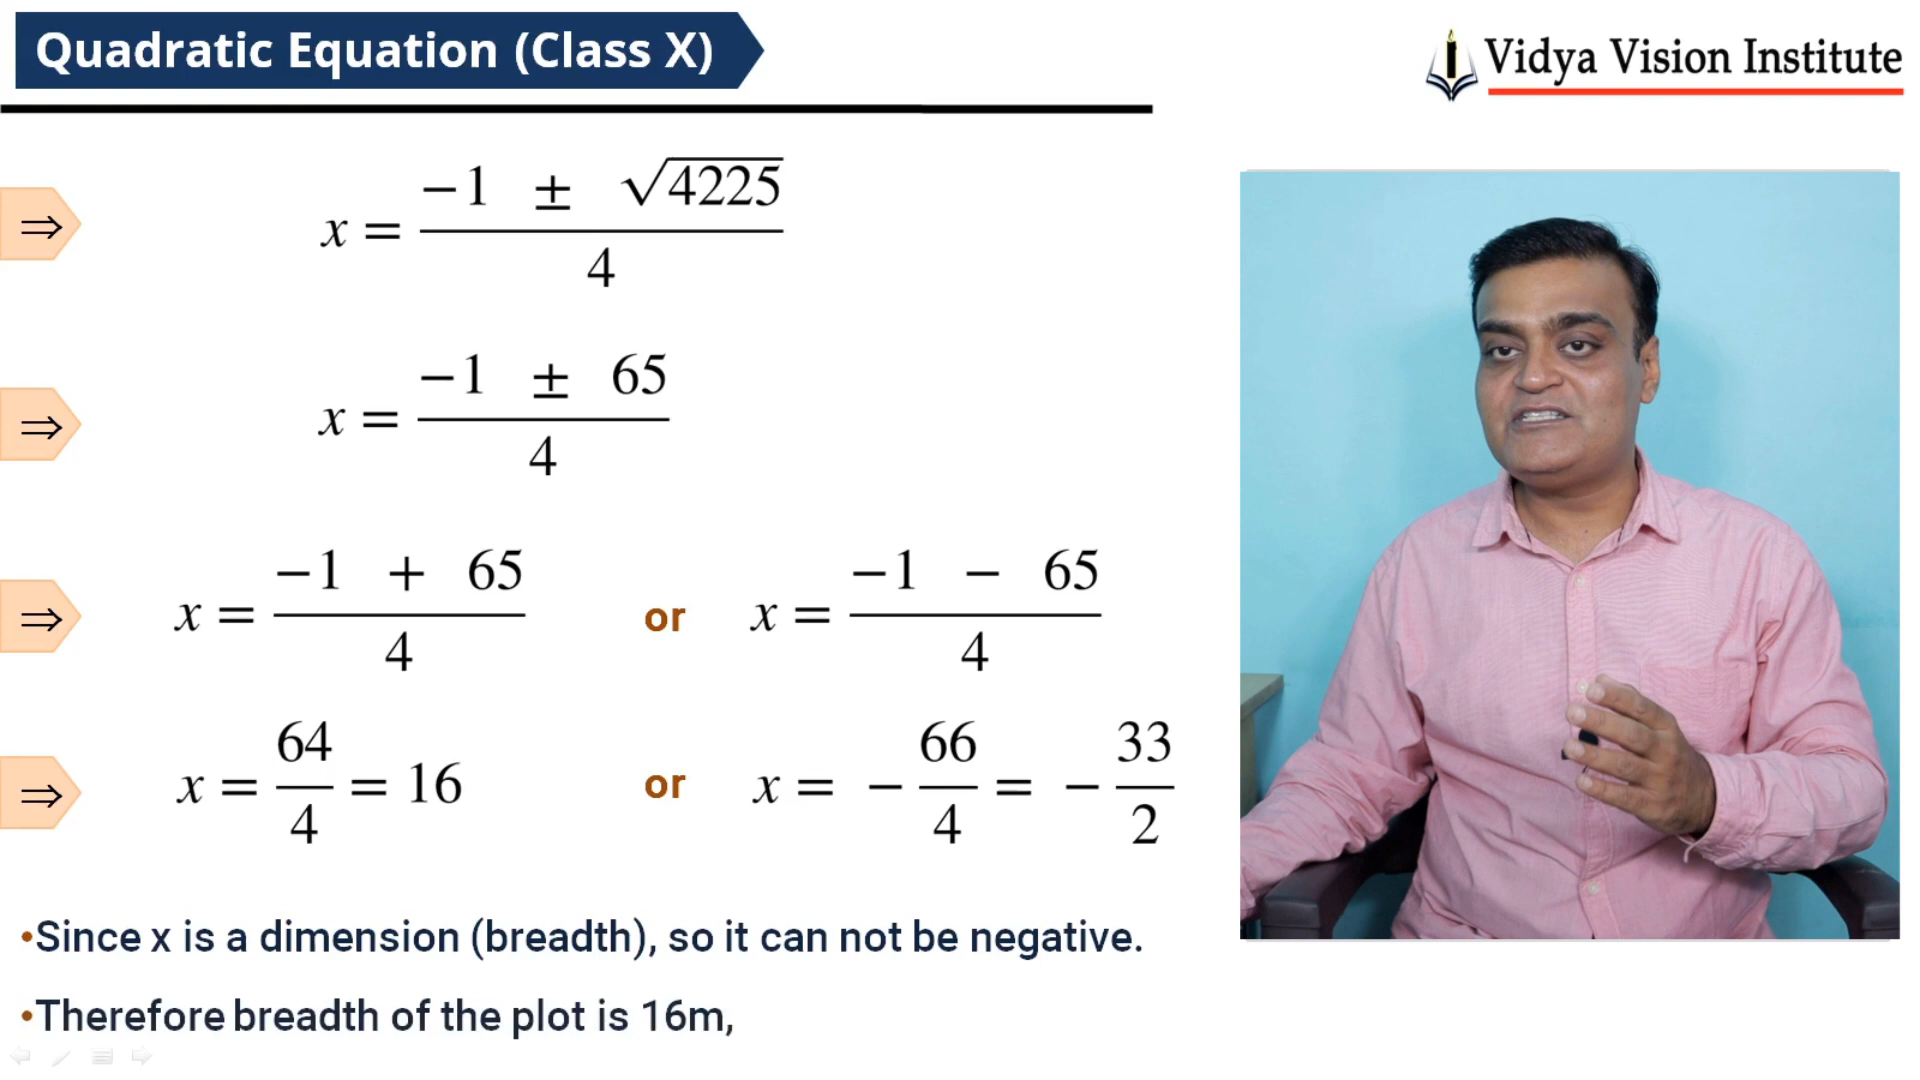 Quadratic Equation (Class X)
Vidya Vision Institute
⇒ x = (−1 ± √4225) / 4
⇒ x = (−1 ± 65) / 4
⇒ x = (−1 + 65) / 4 or x = (−1 − 65) / 4
⇒ x = 64/4 = 16 or x = −66/4 = −33/2
•Since x is a dimension (breadth), so it can not be negative.
•Therefore breadth of the plot is 16m,